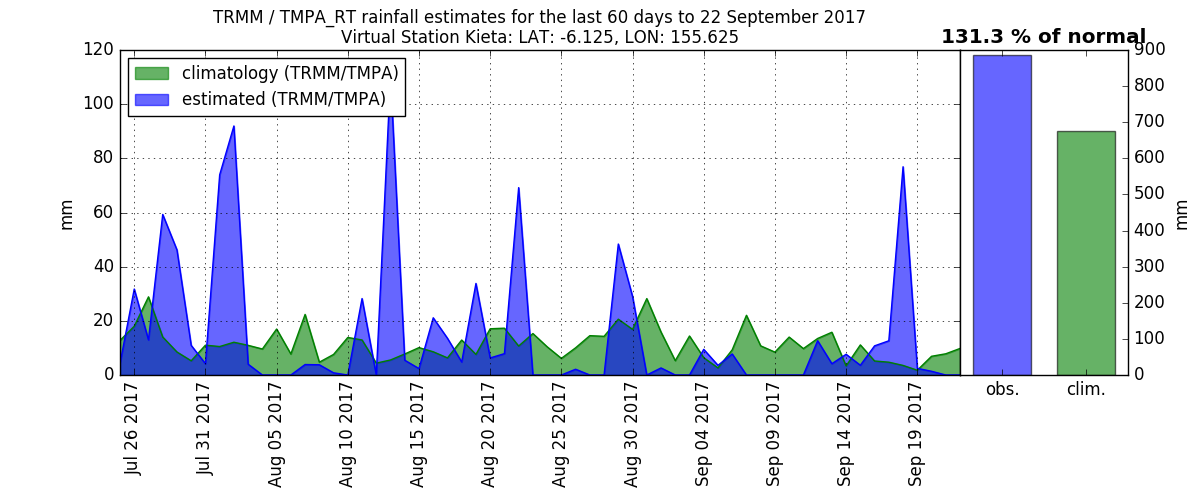 TRMM / TMPA_RT rainfall estimates for the last 60 days to 22 September 2017
Virtual Station Kieta: LAT: -6.125, LON: 155.625
131.3 % of normal
climatology (TRMM/TMPA)
estimated (TRMM/TMPA)
mm
120
100
80
60
40
20
0
Jul 26 2017
Jul 31 2017
Aug 05 2017
Aug 10 2017
Aug 15 2017
Aug 20 2017
Aug 25 2017
Aug 30 2017
Sep 04 2017
Sep 09 2017
Sep 14 2017
Sep 19 2017
obs.
clim.
900
800
700
600
500
400
300
200
100
0
mm